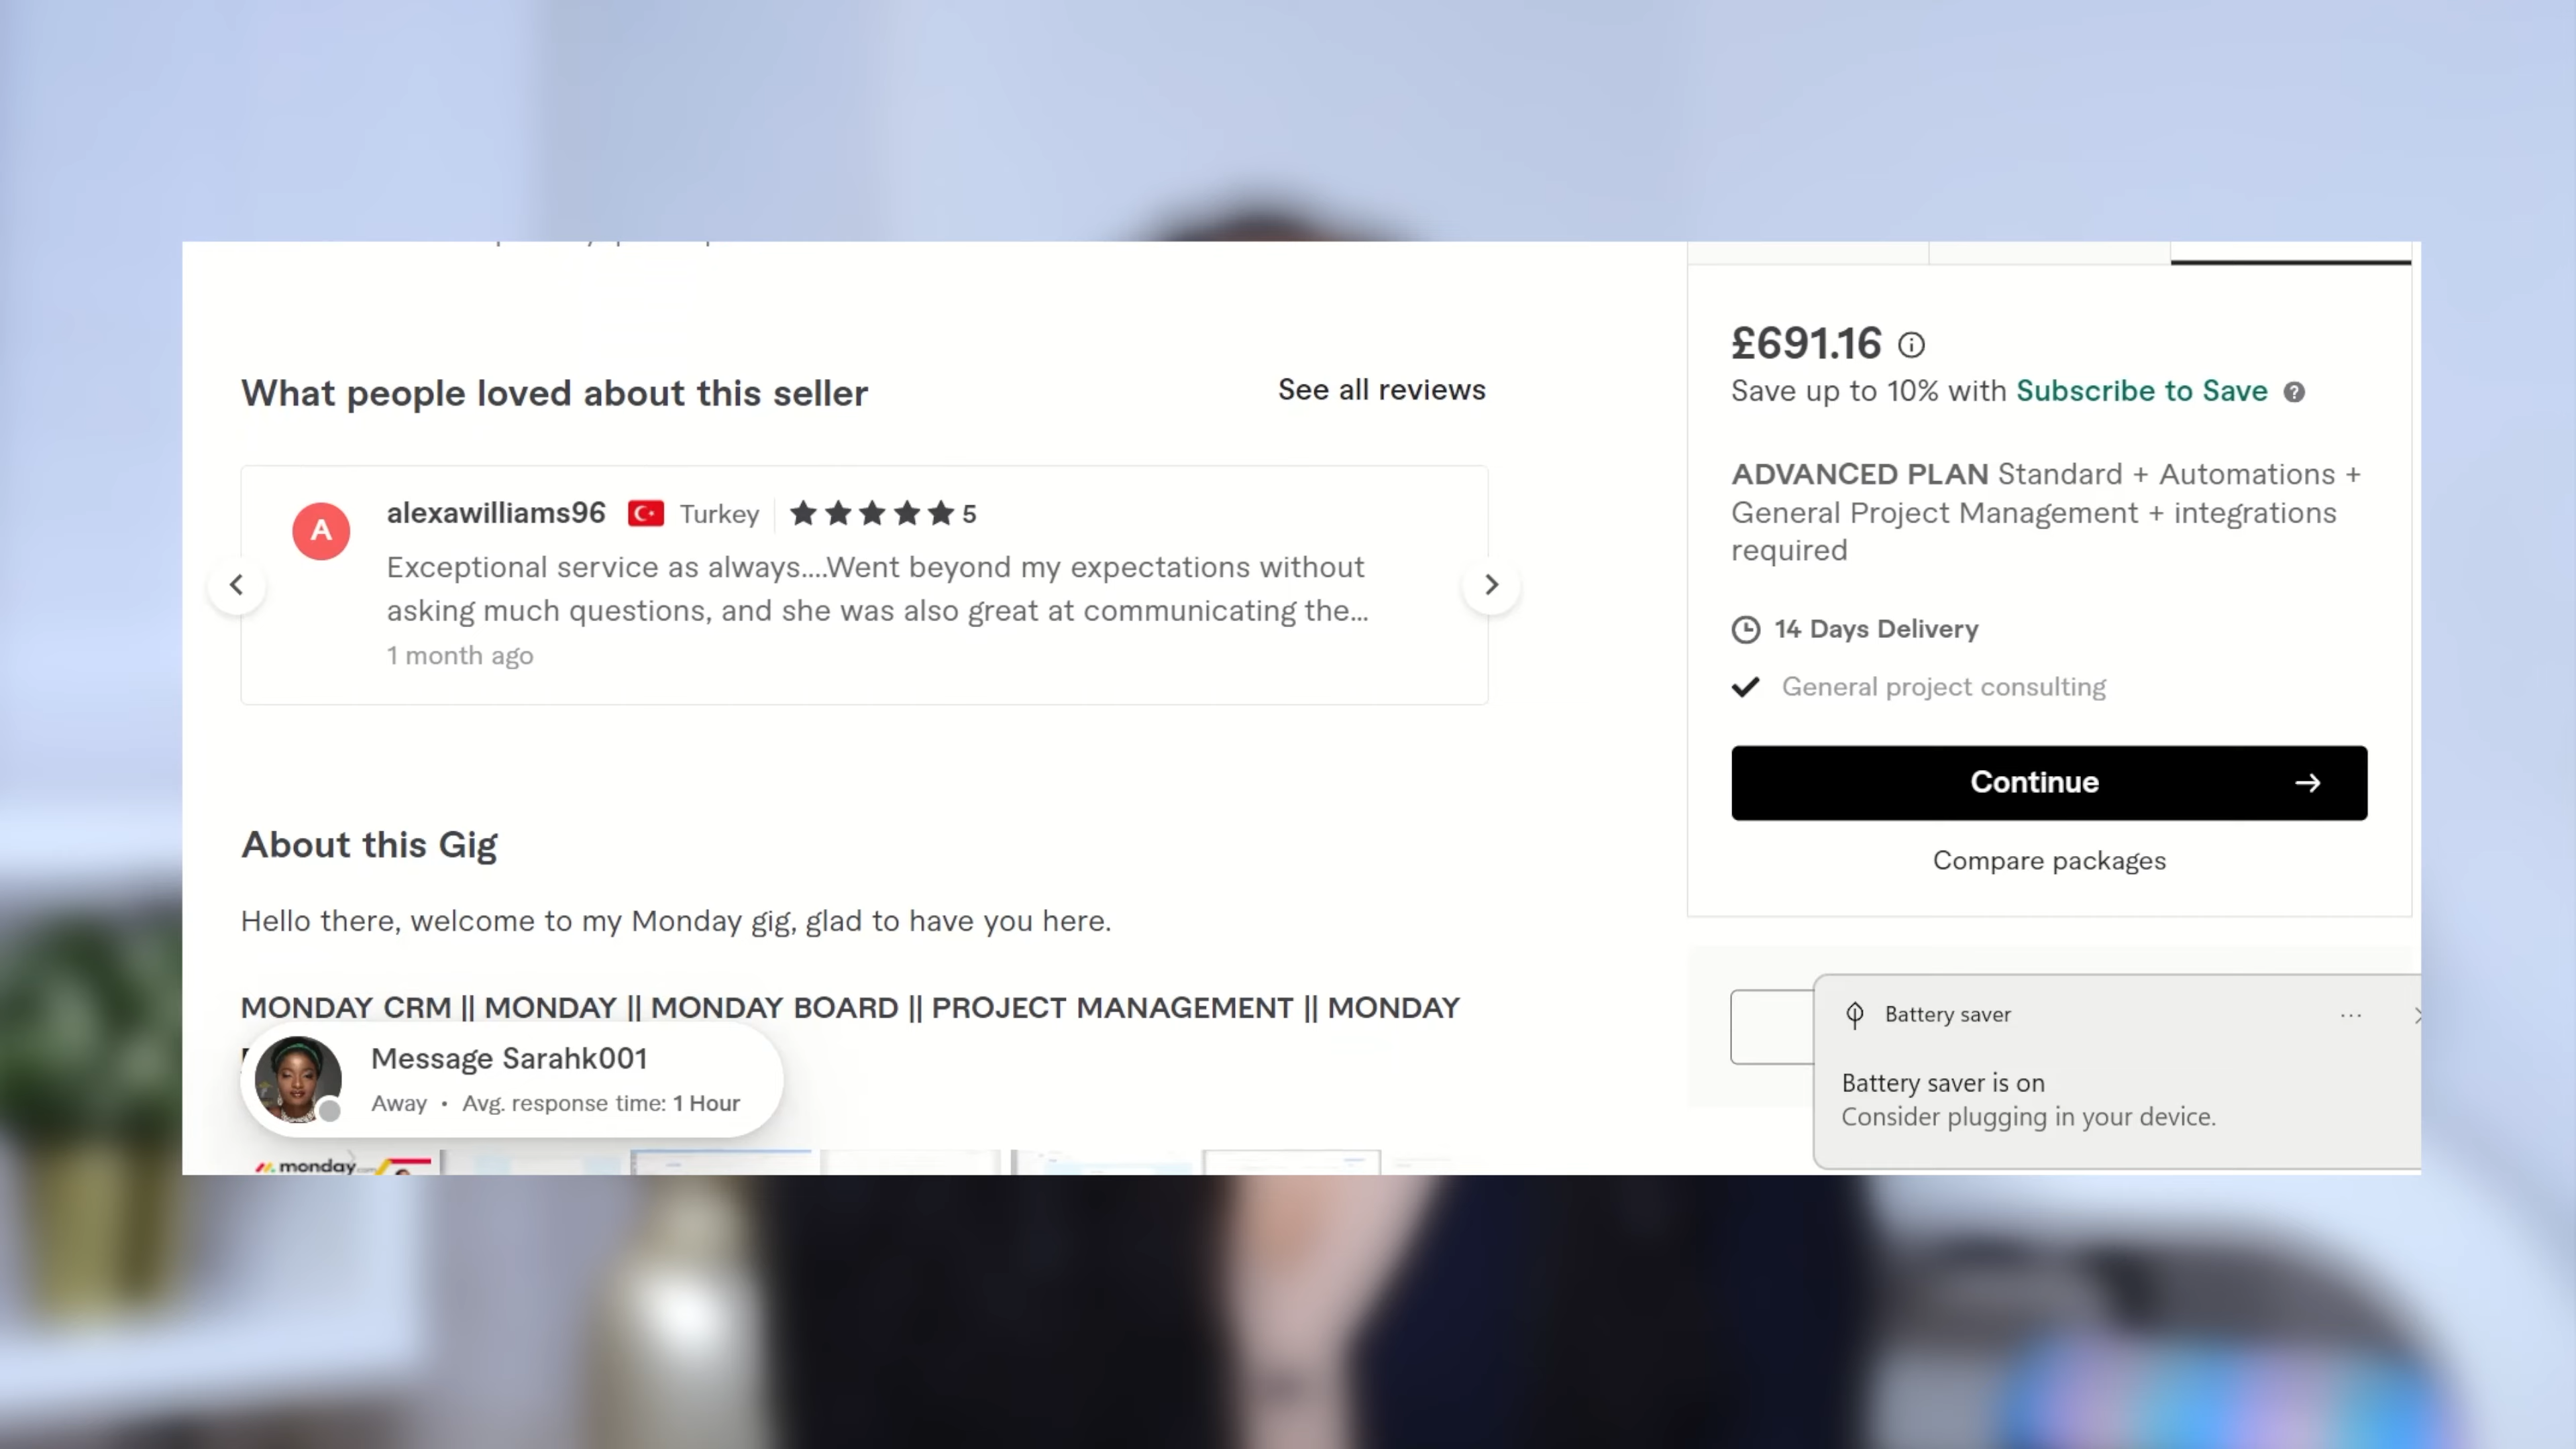 What people loved about this seller
See all reviews
alexawilliams96 Turkey 5
A
Exceptional service as always....Went beyond my expectations without
asking much questions, and she was also great at communicating the...
1 month ago
About this Gig
Hello there, welcome to my Monday gig, glad to have you here.
MONDAY CRM || MONDAY || MONDAY BOARD || PROJECT MANAGEMENT || MONDAY
Message Sarahk001
Away • Avg. response time: 1 Hour
monday
£691.16
Save up to 10% with Subscribe to Save
ADVANCED PLAN Standard + Automations +
General Project Management + integrations
required
14 Days Delivery
General project consulting
Continue
Compare packages
Battery saver
Battery saver is on
Consider plugging in your device.